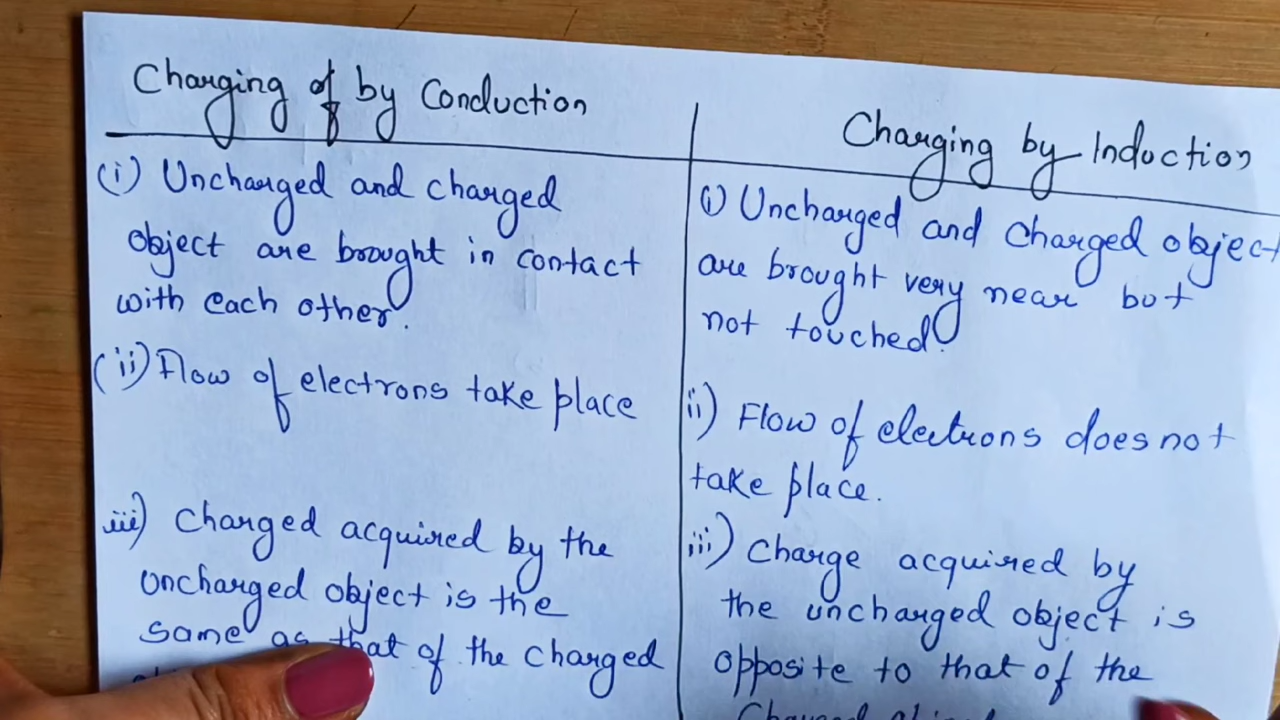 Charging of by Conduction
(i) Uncharged and charged
object are brought in contact
with each other.
(ii) Flow of electrons take place
iii) Charged acquired by the
uncharged object is the
same as that of the charged
Charging by Induction
(i) Uncharged and charged object
are brought very near but
not touched.
ii) Flow of electrons does not
take place.
iii) Charge acquired by
the uncharged object is
opposite to that of the